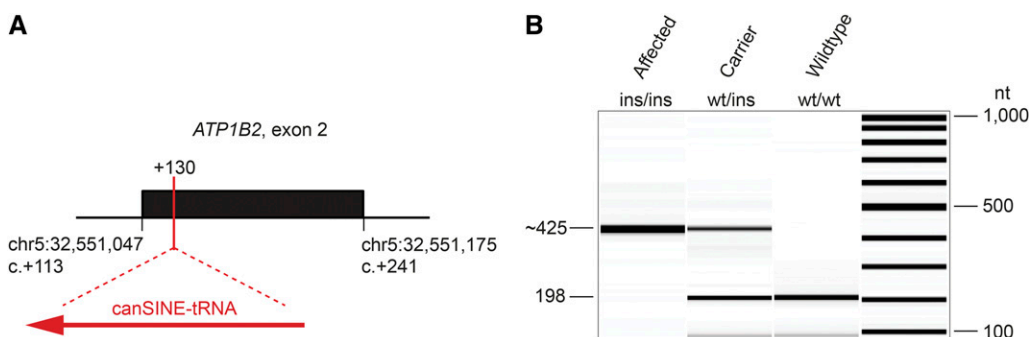 A
ATP1B2, exon 2
+130
chr5:32,551,047
c.+113
chr5:32,551,175
c.+241
canSINE-tRNA
B
Affected
Carrier
Wildtype
ins/ins
wt/ins
wt/wt
nt
1,000
500
~425
198
100